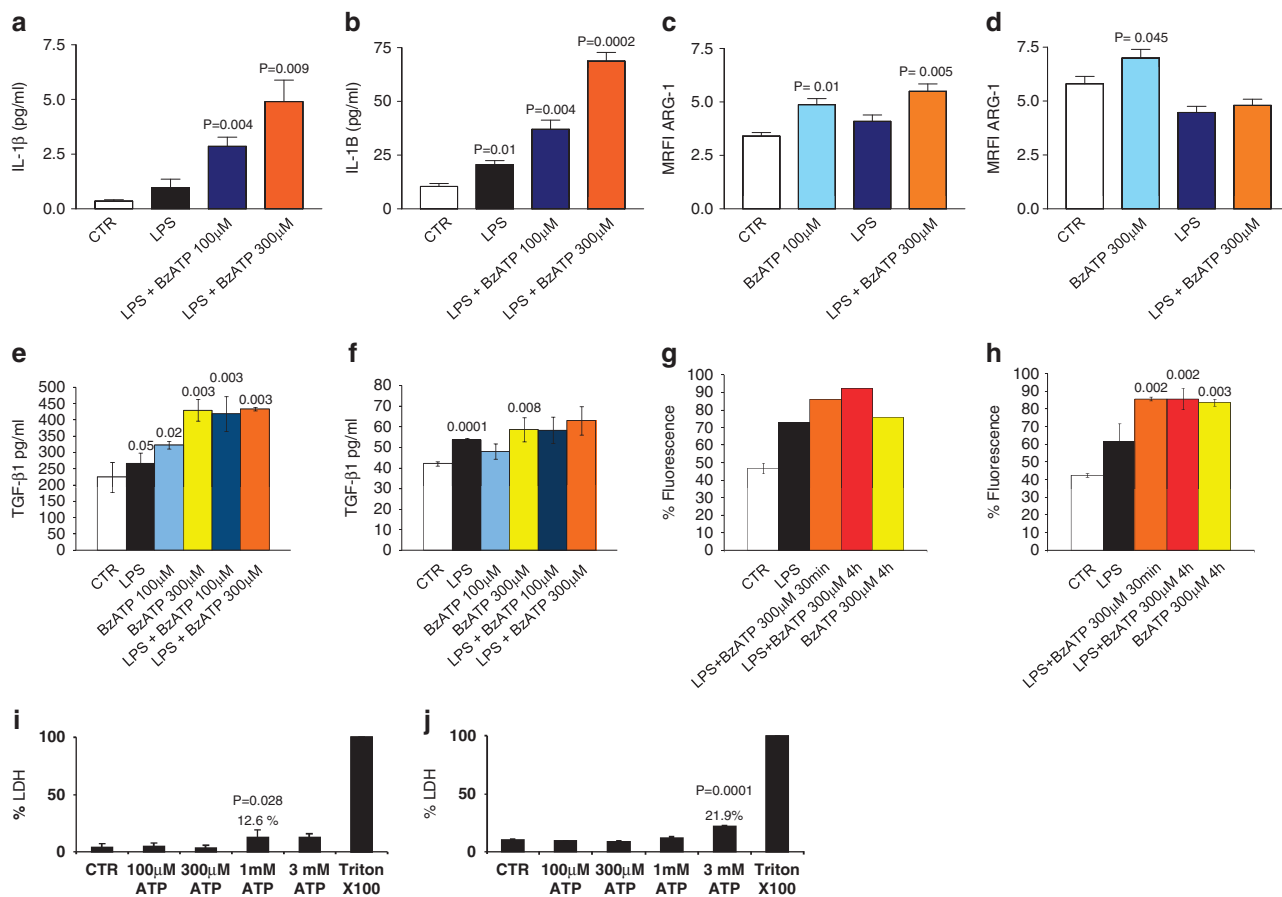 a
IL-1β (pg/ml)
7.5
5.0
2.5
0.0
P=0.004
P=0.009
CTR
LPS
LPS + BzATP 100μM
LPS + BzATP 300μM
b
IL-1B (pg/ml)
75
50
25
0
P=0.01
P=0.004
P=0.0002
CTR
LPS
LPS + BzATP 100μM
LPS + BzATP 300μM
c
MRFI ARG-1
7.5
5.0
2.5
0.0
P= 0.01
P= 0.005
CTR
BzATP 100μM
LPS
LPS + BzATP 300μM
d
MRFI ARG-1
7.5
5.0
2.5
0.0
P= 0.045
CTR
BzATP 300μM
LPS
LPS + BzATP 300μM
e
TGF-β1 pg/ml
500
450
400
350
300
250
200
150
100
50
0
0.05
0.02
0.003
0.003
0.003
CTR
LPS
BzATP 100μM
BzATP 300μM
LPS + BzATP 100μM
LPS + BzATP 300μM
f
TGF-β1 pg/ml
80
70
60
50
40
30
20
10
0
0.0001
0.008
CTR
LPS
BzATP 100μM
BzATP 300μM
LPS + BzATP 100μM
LPS + BzATP 300μM
g
% Fluorescence
100
90
80
70
60
50
40
30
20
10
0
CTR
LPS
LPS+BzATP 300μM 30min
LPS+BzATP 300μM 4h
BzATP 300μM 4h
h
% Fluorescence
100
90
80
70
60
50
40
30
20
10
0
0.002
0.002
0.003
CTR
LPS
LPS+BzATP 300μM 30min
LPS+BzATP 300μM 4h
BzATP 300μM 4h
i
% LDH
100
50
0
P=0.028
12.6 %
CTR
100μM ATP
300μM ATP
1mM ATP
3 mM ATP
Triton X100
j
% LDH
100
50
0
P=0.0001
21.9%
CTR
100μM ATP
300μM ATP
1mM ATP
3 mM ATP
Triton X100